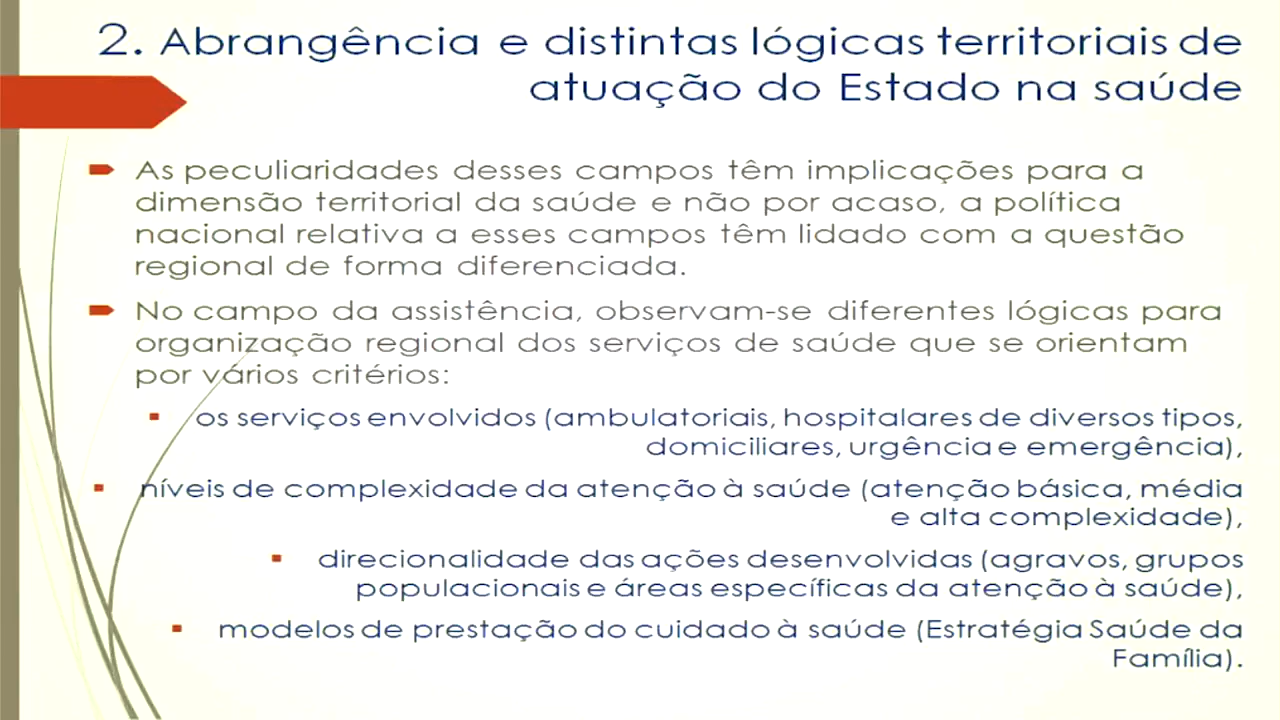 2. Abrangência e distintas lógicas territoriais de
atuação do Estado na saúde
As peculiaridades desses campos têm implicações para a
dimensão territorial da saúde e não por acaso, a política
nacional relativa a esses campos têm lidado com a questão
regional de forma diferenciada.
No campo da assistência, observam-se diferentes lógicas para
organização regional dos serviços de saúde que se orientam
por vários critérios:
os serviços envolvidos (ambulatoriais, hospitalares de diversos tipos,
domiciliares, urgência e emergência),
níveis de complexidade da atenção à saúde (atenção básica, média
e alta complexidade),
direcionalidade das ações desenvolvidas (agravos, grupos
populacionais e áreas específicas da atenção à saúde),
modelos de prestação do cuidado à saúde (Estratégia Saúde da
Família).